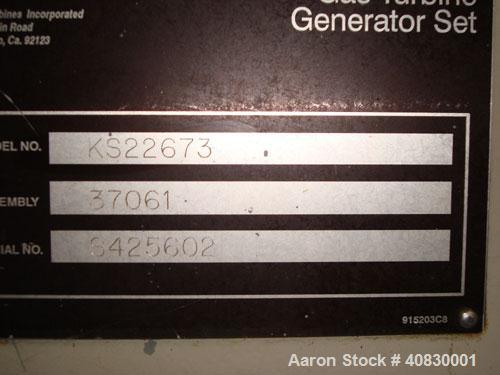 Gas Turbine
Generator Set
bines Incorporated
in Road
o, Ca. 92123
DEL NO. KS22673
EMBLY 37061
IAL NO. S425602
915203C8
Aaron Stock # 40830001